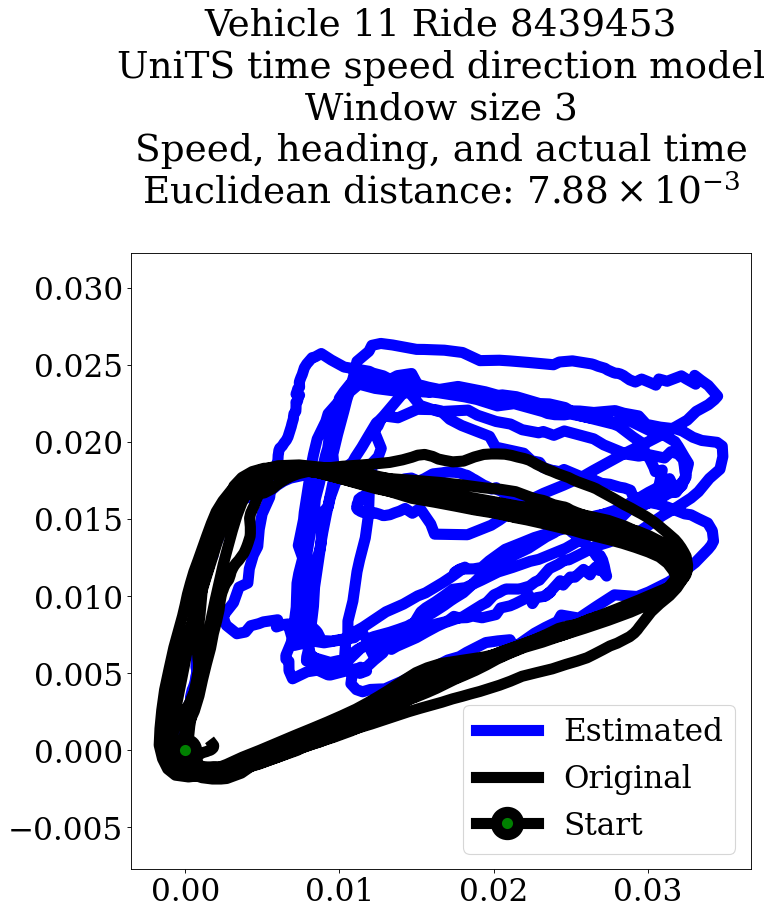 Vehicle 11 Ride 8439453
UniTS time speed direction model
Window size 3
Speed, heading, and actual time
Euclidean distance: 7.88 × 10⁻³
0.030
0.025
0.020
0.015
0.010
0.005
0.000
−0.005
Estimated
Original
Start
0.00 0.01 0.02 0.03